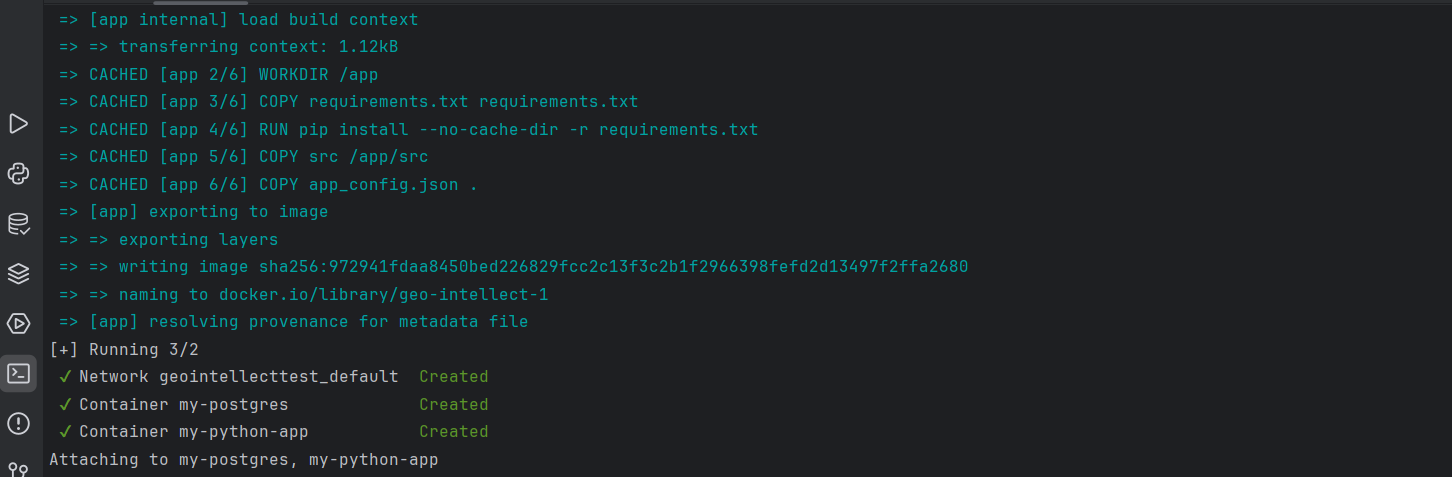 => [app internal] load build context
=> => transferring context: 1.12kB
=> CACHED [app 2/6] WORKDIR /app
=> CACHED [app 3/6] COPY requirements.txt requirements.txt
=> CACHED [app 4/6] RUN pip install --no-cache-dir -r requirements.txt
=> CACHED [app 5/6] COPY src /app/src
=> CACHED [app 6/6] COPY app_config.json .
=> [app] exporting to image
=> => exporting layers
=> => writing image sha256:972941fdaa8450bed226829fcc2c13f3c2b1f2966398fefd2d13497f2ffa2680
=> => naming to docker.io/library/geo-intellect-1
=> [app] resolving provenance for metadata file
[+] Running 3/2
✓ Network geointellecttest_default Created
✓ Container my-postgres Created
✓ Container my-python-app Created
Attaching to my-postgres, my-python-app